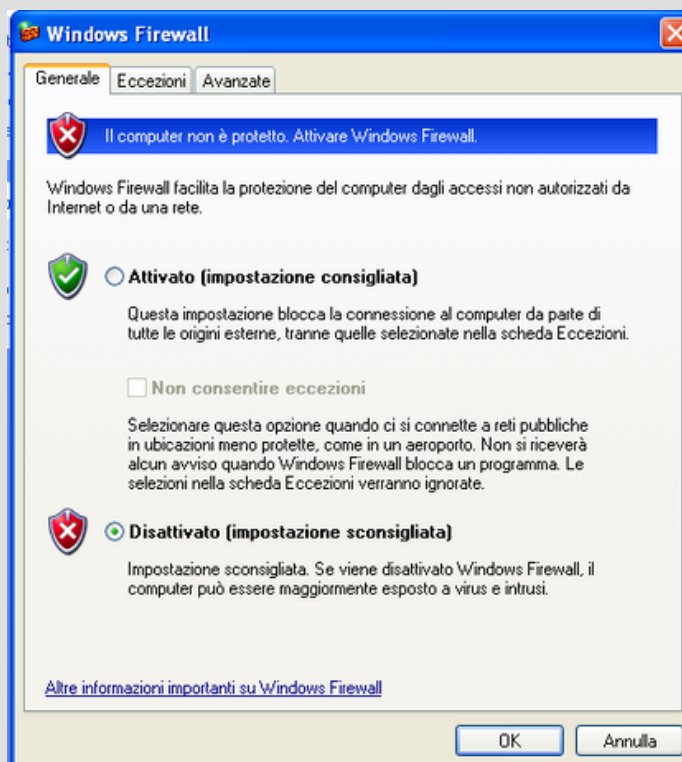 Windows Firewall
Generale Eccezioni Avanzate
Il computer non è protetto. Attivare Windows Firewall.
Windows Firewall facilita la protezione del computer dagli accessi non autorizzati da
Internet o da una rete.
Attivato (impostazione consigliata)
Questa impostazione blocca la connessione al computer da parte di
tutte le origini esterne, tranne quelle selezionate nella scheda Eccezioni.
Non consentire eccezioni
Selezionare questa opzione quando ci si connette a reti pubbliche
in ubicazioni meno protette, come in un aeroporto. Non si riceverà
alcun avviso quando Windows Firewall blocca un programma. Le
selezioni nella scheda Eccezioni verranno ignorate.
Disattivato (impostazione sconsigliata)
Impostazione sconsigliata. Se viene disattivato Windows Firewall, il
computer può essere maggiormente esposto a virus e intrusi.
Altre informazioni importanti su Windows Firewall
OK Annulla